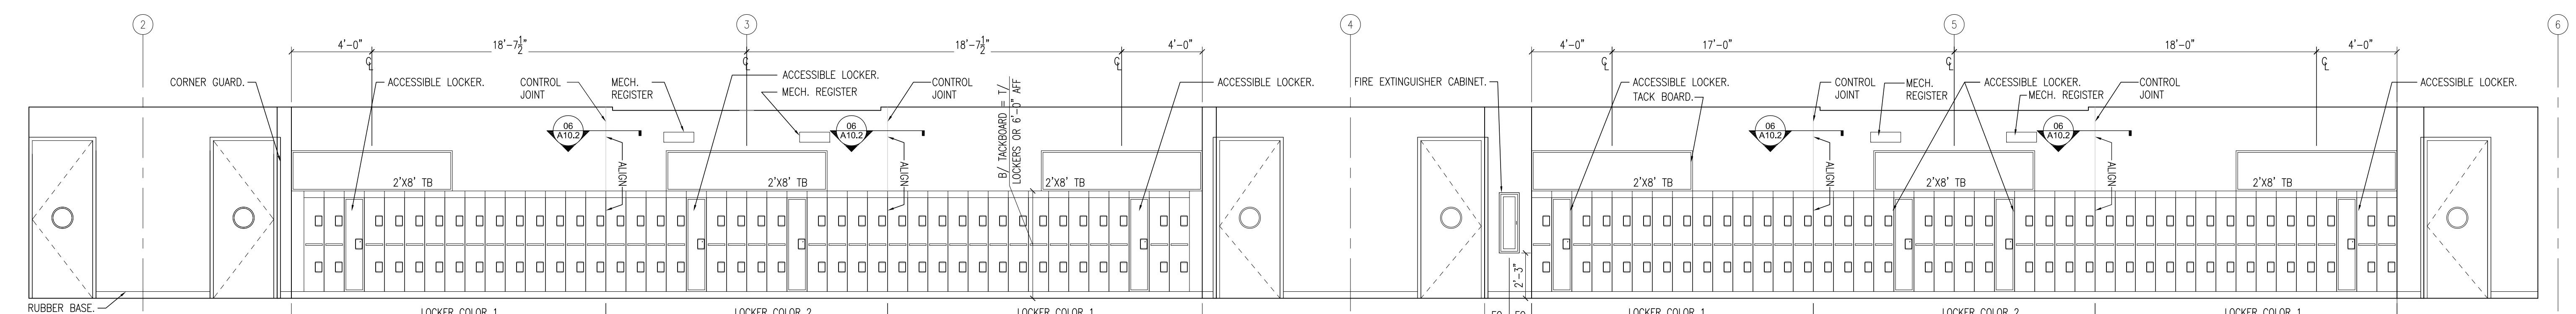 2
3
4
5
6
4'-0"
18'-7 1/2"
18'-7 1/2"
4'-0"
4'-0"
17'-0"
18'-0"
4'-0"
℄
℄
℄
℄
℄
℄
CORNER GUARD.
ACCESSIBLE LOCKER.
CONTROL
JOINT
MECH.
REGISTER
ACCESSIBLE LOCKER.
MECH. REGISTER
CONTROL
JOINT
B/ TACKBOARD = T/
LOCKERS OR 6'-0" AFF
ACCESSIBLE LOCKER.
FIRE EXTINGUISHER CABINET.
ACCESSIBLE LOCKER.
TACK BOARD.
CONTROL
JOINT
MECH.
REGISTER
ACCESSIBLE LOCKER.
MECH. REGISTER
CONTROL
JOINT
ACCESSIBLE LOCKER.
06
A10.2
06
A10.2
06
A10.2
06
A10.2
ALIGN
ALIGN
ALIGN
ALIGN
2'X8' TB
2'X8' TB
2'X8' TB
2'X8' TB
2'X8' TB
2'X8' TB
2'-3"
RUBBER BASE.
LOCKER COLOR 1
LOCKER COLOR 2
LOCKER COLOR 1
EQ
EQ
LOCKER COLOR 1
LOCKER COLOR 2
LOCKER COLOR 1